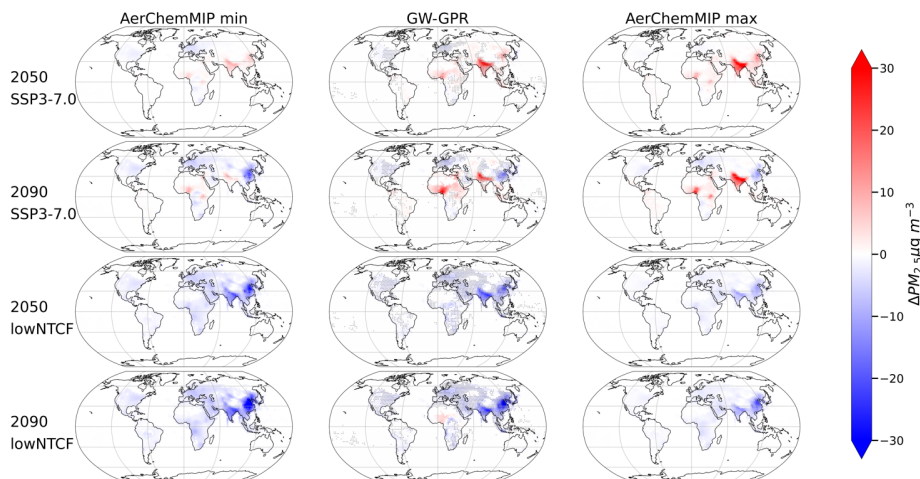 AerChemMIP min
GW-GPR
AerChemMIP max
2050
SSP3-7.0
2090
SSP3-7.0
2050
lowNTCF
2090
lowNTCF
30
20
10
0
−10
−20
−30
ΔPM2.5μg m−3